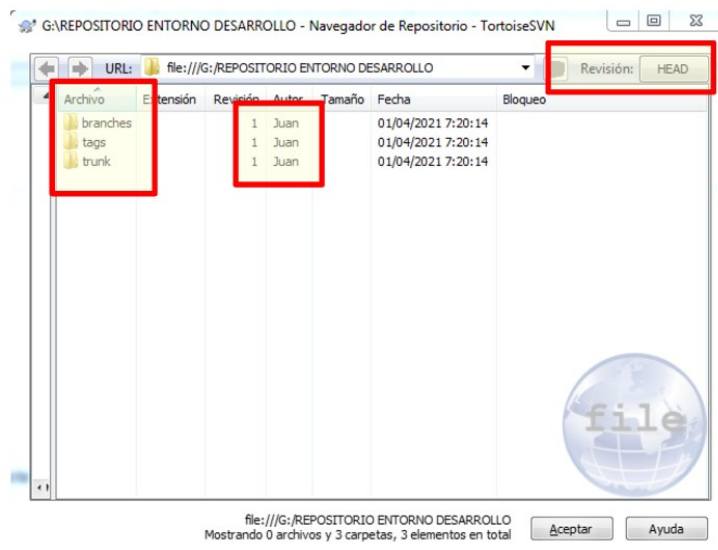 G:\REPOSITORIO ENTORNO DESARROLLO - Navegador de Repositorio - TortoiseSVN
URL: file:///G:/REPOSITORIO ENTORNO DESARROLLO Revisión: HEAD
Archivo Extensión Revisión Autor Tamaño Fecha Bloqueo
branches 1 Juan 01/04/2021 7:20:14
tags 1 Juan 01/04/2021 7:20:14
trunk 1 Juan 01/04/2021 7:20:14
file
file:///G:/REPOSITORIO ENTORNO DESARROLLO
Mostrando 0 archivos y 3 carpetas, 3 elementos en total
Aceptar Ayuda